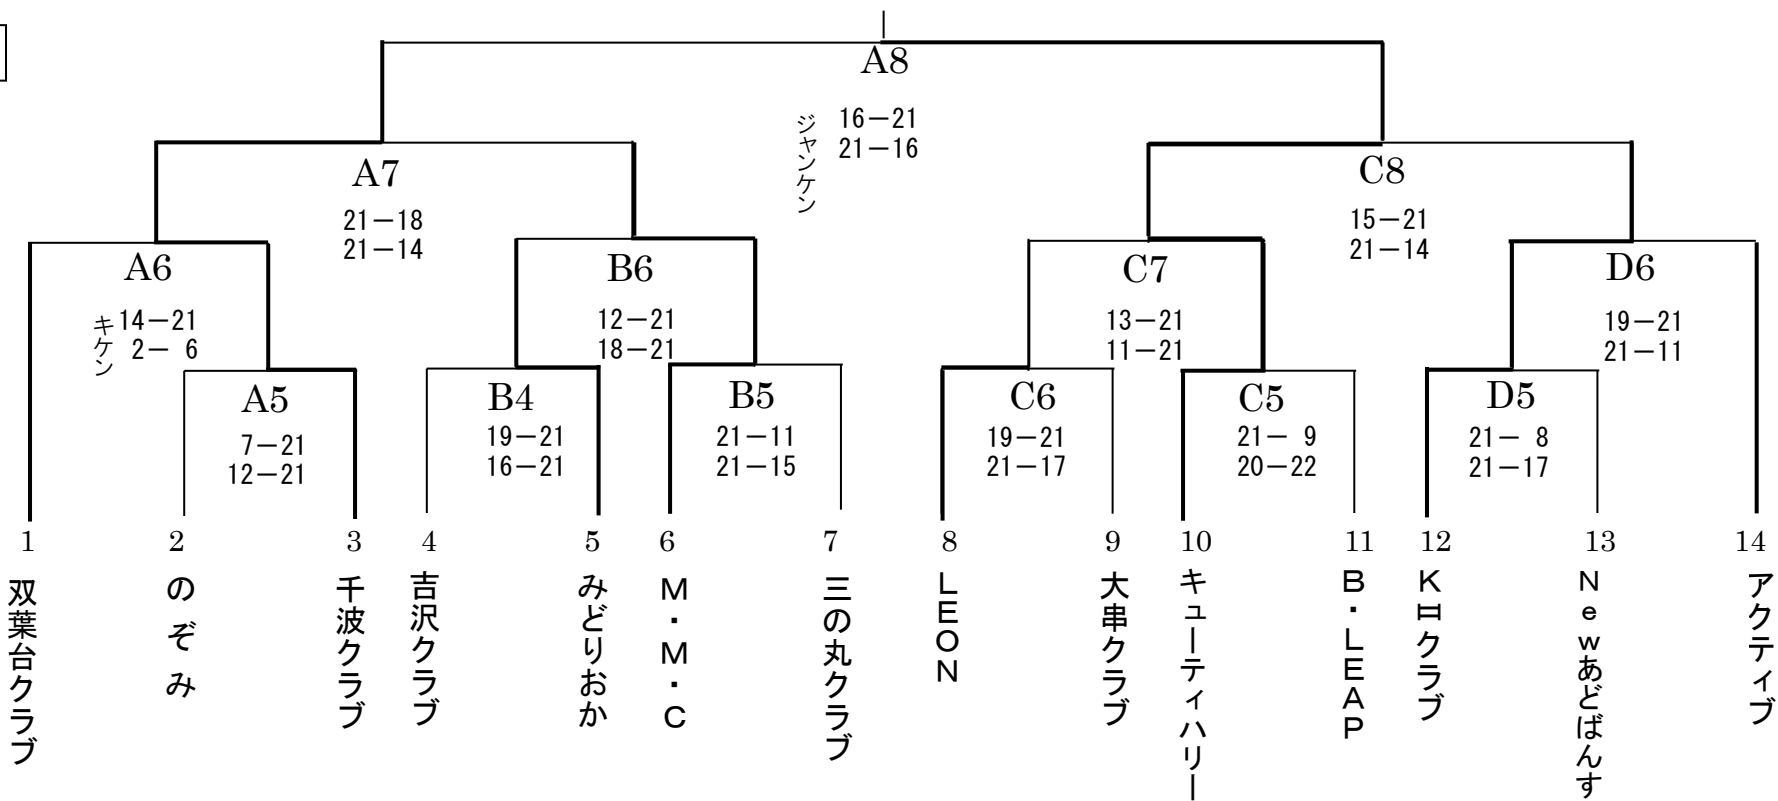 A8
ジャンケン
16－21
21－16
A7
21－18
21－14
C8
15－21
21－14
A6
キケン
14－21
2－ 6
B6
12－21
18－21
C7
13－21
11－21
D6
19－21
21－11
A5
7－21
12－21
B4
19－21
16－21
B5
21－11
21－15
C6
19－21
21－17
C5
21－ 9
20－22
D5
21－ 8
21－17
1
2
3
4
5
6
7
8
9
10
11
12
13
14
双葉台クラブ
のぞみ
千波クラブ
吉沢クラブ
みどりおか
M・M・C
三の丸クラブ
LEON
大串クラブ
キューティハリー
B・LEAP
KIIクラブ
Newあどばんす
アクティブ